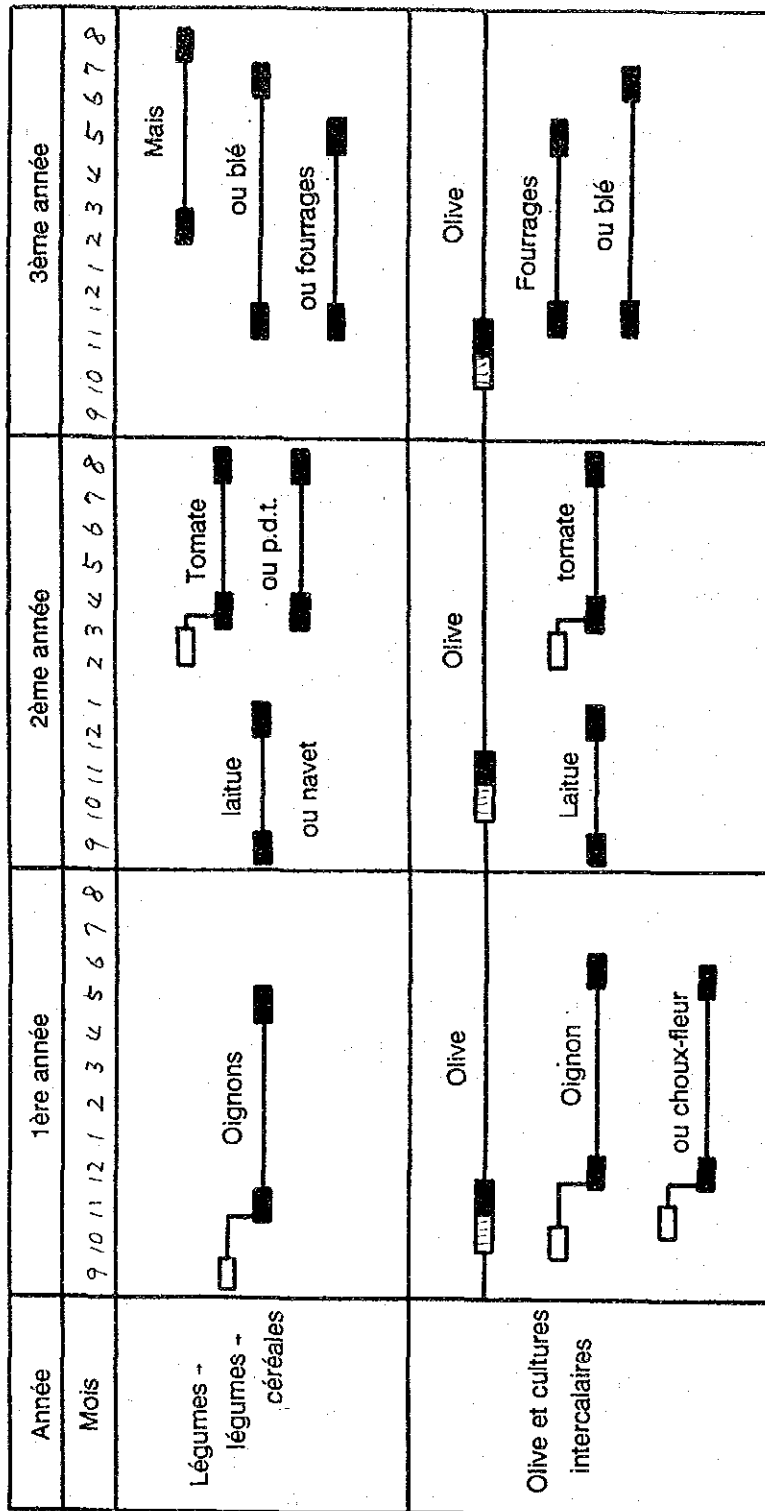 Année 1ère année 2ème année 3ème année
Mois 9 10 11 12 1 2 3 4 5 6 7 8 9 10 11 12 1 2 3 4 5 6 7 8 9 10 11 12 1 2 3 4 5 6 7 8
Légumes -
légumes -
céréales
Oignons
laitue
ou navet
Tomate
ou p.d.t.
Mais
ou blé
ou fourrages
Olive et cultures
intercalaires
Olive
Oignon
ou choux-fleur
Olive
Laitue
tomate
Olive
Fourrages
ou blé